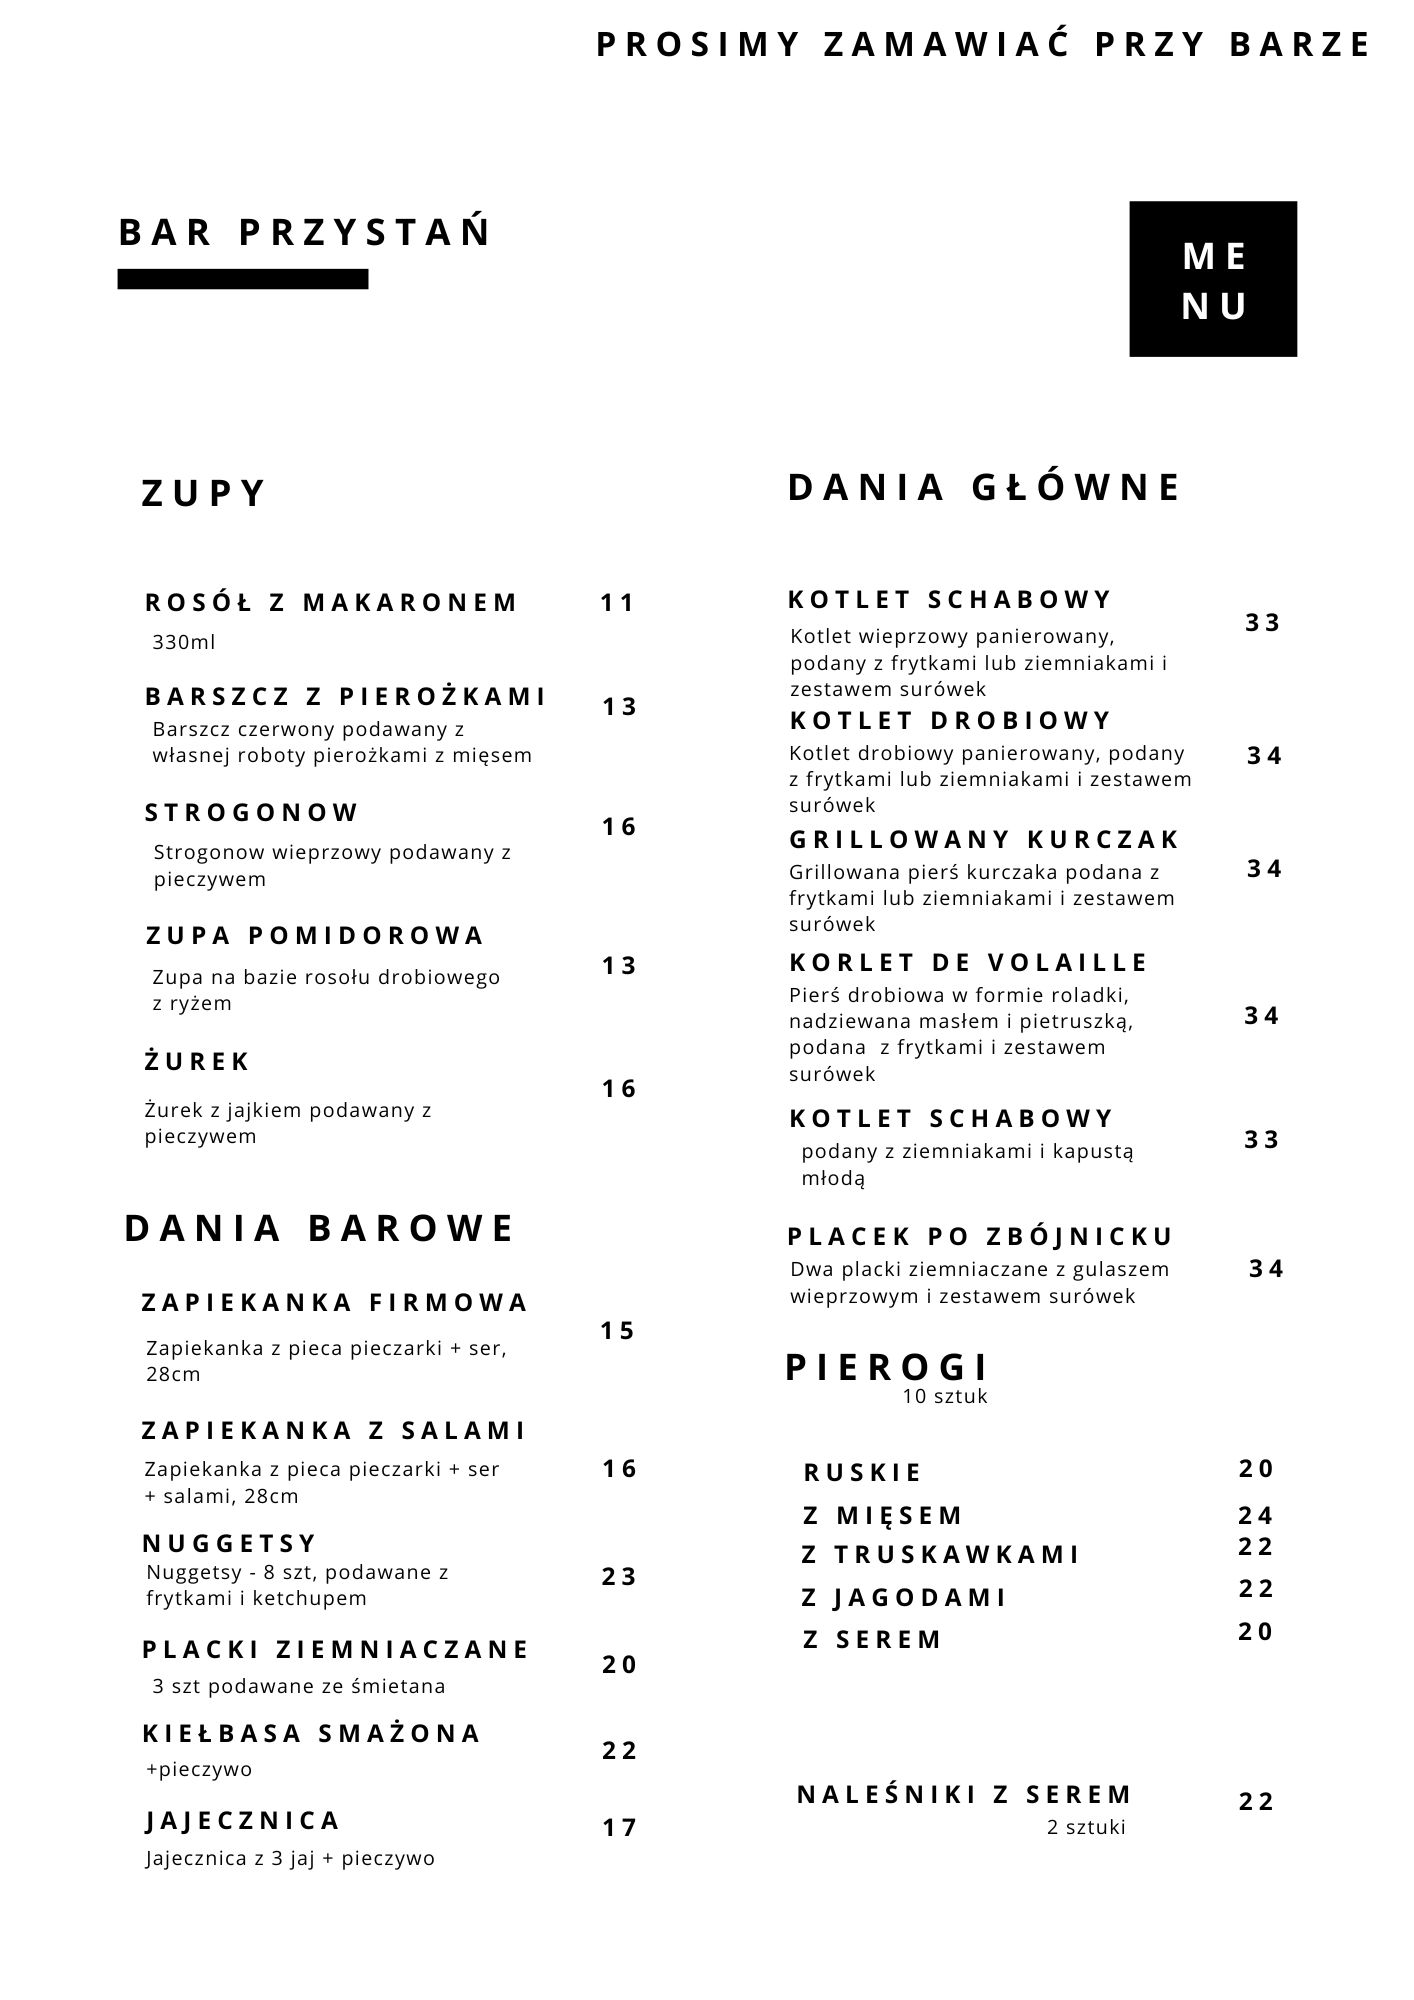 PROSIMY ZAMAWIAĆ PRZY BARZE
BAR PRZYSTAŃ
ME
NU
ZUPY
ROSÓŁ Z MAKARONEM 11
330ml
BARSZCZ Z PIEROŻKAMI 13
Barszcz czerwony podawany z
własnej roboty pierożkami z mięsem
STROGONOW 16
Strogonow wieprzowy podawany z
pieczywem
ZUPA POMIDOROWA 13
Zupa na bazie rosołu drobiowego
z ryżem
ŻUREK 16
Żurek z jajkiem podawany z
pieczywem
DANIA BAROWE
ZAPIEKANKA FIRMOWA 15
Zapiekanka z pieca pieczarki + ser,
28cm
ZAPIEKANKA Z SALAMI 16
Zapiekanka z pieca pieczarki + ser
+ salami, 28cm
NUGGETSY 23
Nuggetsy - 8 szt, podawane z
frytkami i ketchupem
PLACKI ZIEMNIACZANE 20
3 szt podawane ze śmietana
KIEŁBASA SMAŻONA 22
+pieczywo
JAJECZNICA 17
Jajecznica z 3 jaj + pieczywo
DANIA GŁÓWNE
KOTLET SCHABOWY 33
Kotlet wieprzowy panierowany,
podany z frytkami lub ziemniakami i
zestawem surówek
KOTLET DROBIOWY 34
Kotlet drobiowy panierowany, podany
z frytkami lub ziemniakami i zestawem
surówek
GRILLOWANY KURCZAK 34
Grillowana pierś kurczaka podana z
frytkami lub ziemniakami i zestawem
surówek
KORLET DE VOLAILLE 34
Pierś drobiowa w formie roladki,
nadziewana masłem i pietruszką,
podana z frytkami i zestawem
surówek
KOTLET SCHABOWY 33
podany z ziemniakami i kapustą
młodą
PLACEK PO ZBÓJNICKU 34
Dwa placki ziemniaczane z gulaszem
wieprzowym i zestawem surówek
PIEROGI
10 sztuk
RUSKIE 20
Z MIĘSEM 24
Z TRUSKAWKAMI 22
Z JAGODAMI 22
Z SEREM 20
NALEŚNIKI Z SEREM 22
2 sztuki